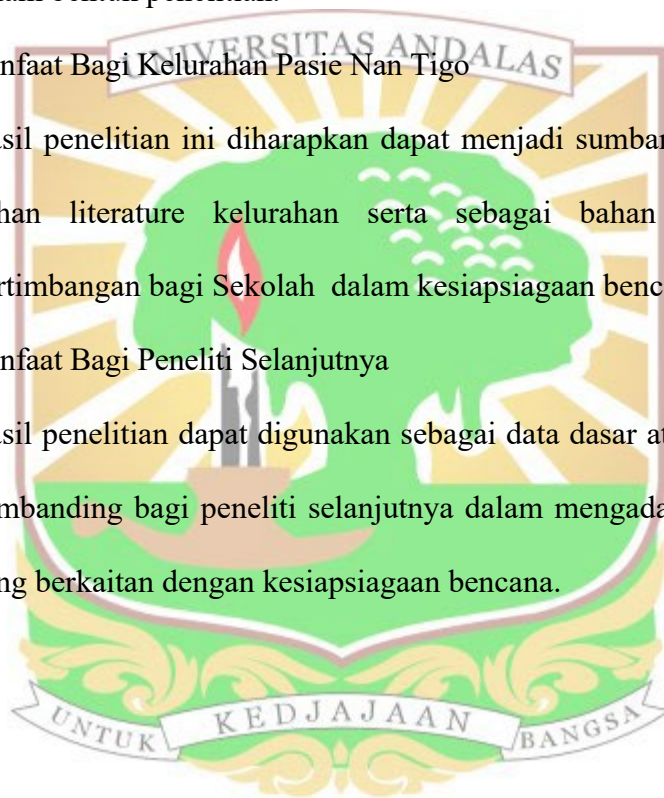 UNIVERSITAS ANDALAS
nfaat Bagi Kelurahan Pasie Nan Tigo
sil penelitian ini diharapkan dapat menjadi sumban
han literature kelurahan serta sebagai bahan
rtimbangan bagi Sekolah dalam kesiapsiagaan benc
nfaat Bagi Peneliti Selanjutnya
sil penelitian dapat digunakan sebagai data dasar at
mbanding bagi peneliti selanjutnya dalam mengada
ng berkaitan dengan kesiapsiagaan bencana.
UNTUK KEDJAJAAN BANGSA